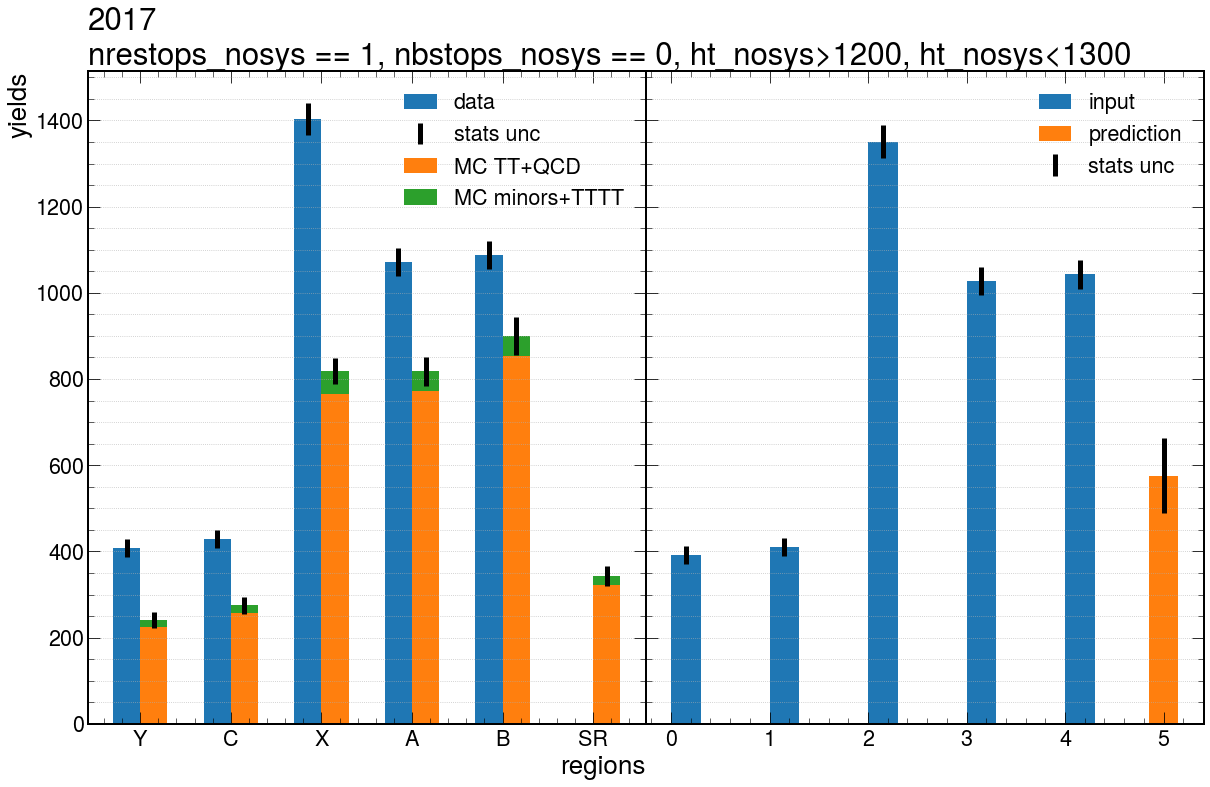 2017
nrestops_nosys == 1, nbstops_nosys == 0, ht_nosys>1200, ht_nosys<1300
yields
1400
1200
1000
800
600
400
200
0
data
stats unc
MC TT+QCD
MC minors+TTTT
input
prediction
stats unc
Y C X A B SR
0 1 2 3 4 5
regions